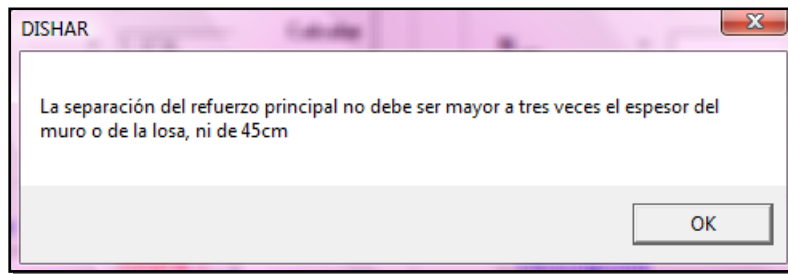 DISHAR
La separación del refuerzo principal no debe ser mayor a tres veces el espesor del
muro o de la losa, ni de 45cm
OK